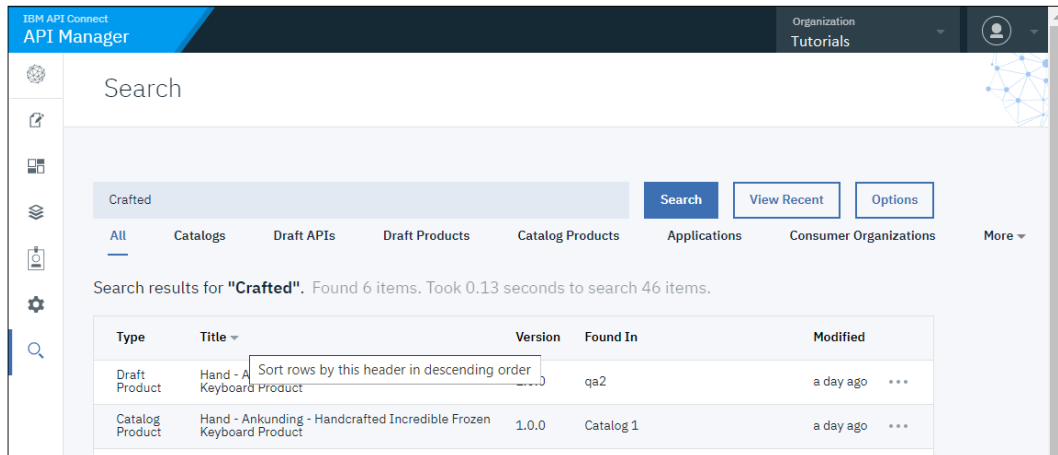 IBM API Connect
API Manager
Organization
Tutorials
Search
Crafted
Search View Recent Options
All Catalogs Draft APIs Draft Products Catalog Products Applications Consumer Organizations More
Search results for "Crafted". Found 6 items. Took 0.13 seconds to search 46 items.
Type Title Version Found In Modified
Sort rows by this header in descending order
Draft Product Hand - A
Keyboard Product qa2 a day ago
Catalog Product Hand - Ankunding - Handcrafted Incredible Frozen
Keyboard Product 1.0.0 Catalog 1 a day ago